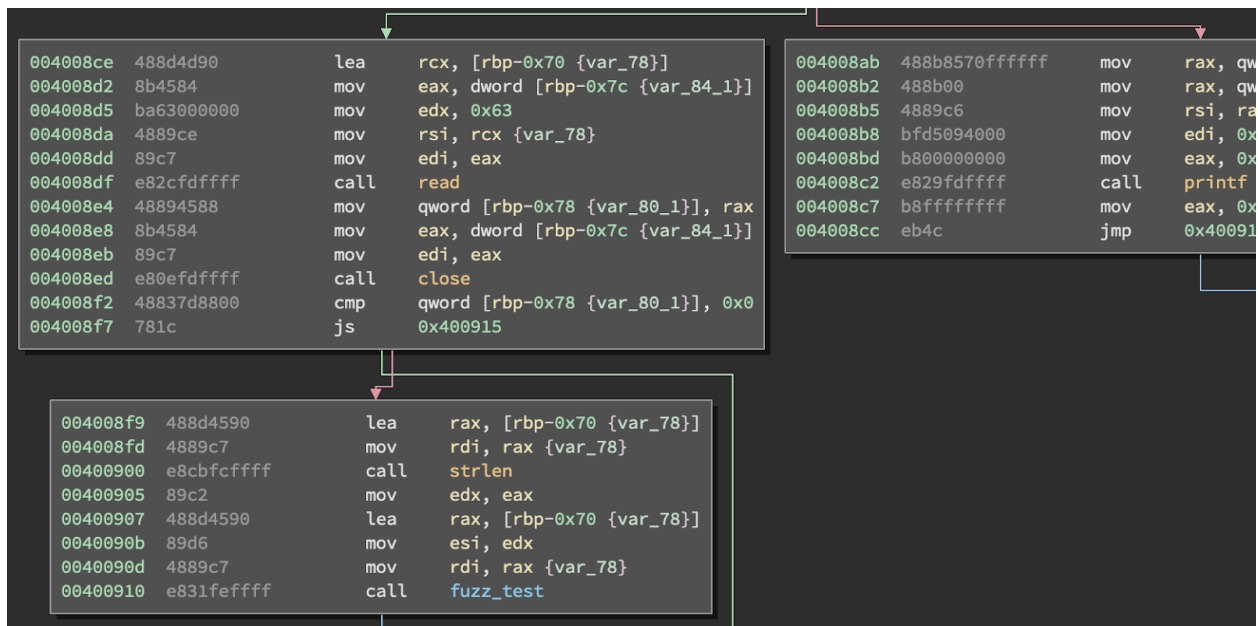 004008ce 488d4d90 lea rcx, [rbp-0x70 {var_78}]
004008d2 8b4584 mov eax, dword [rbp-0x7c {var_84_1}]
004008d5 ba63000000 mov edx, 0x63
004008da 4889ce mov rsi, rcx {var_78}
004008dd 89c7 mov edi, eax
004008df e82cfdffff call read
004008e4 48894588 mov qword [rbp-0x78 {var_80_1}], rax
004008e8 8b4584 mov eax, dword [rbp-0x7c {var_84_1}]
004008eb 89c7 mov edi, eax
004008ed e80efdffff call close
004008f2 48837d8800 cmp qword [rbp-0x78 {var_80_1}], 0x0
004008f7 781c js 0x400915
004008ab 488b8570ffffff mov rax, qw
004008b2 488b00 mov rax, qw
004008b5 4889c6 mov rsi, ra
004008b8 bfd5094000 mov edi, 0x
004008bd b800000000 mov eax, 0x
004008c2 e829fdffff call printf
004008c7 b8ffffffff mov eax, 0x
004008cc eb4c jmp 0x40091
004008f9 488d4590 lea rax, [rbp-0x70 {var_78}]
004008fd 4889c7 mov rdi, rax {var_78}
00400900 e8cbfcffff call strlen
00400905 89c2 mov edx, eax
00400907 488d4590 lea rax, [rbp-0x70 {var_78}]
0040090b 89d6 mov esi, edx
0040090d 4889c7 mov rdi, rax {var_78}
00400910 e831feffff call fuzz_test